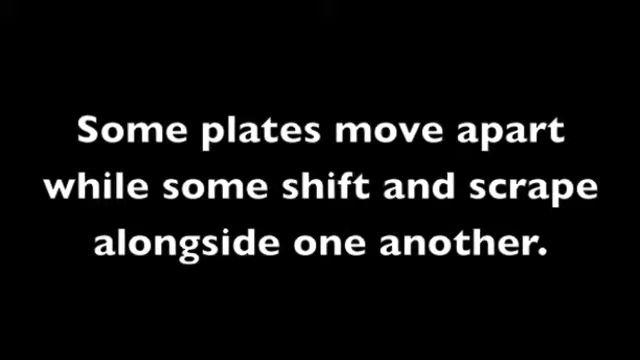 Some plates move apart
while some shift and scrape
alongside one another.